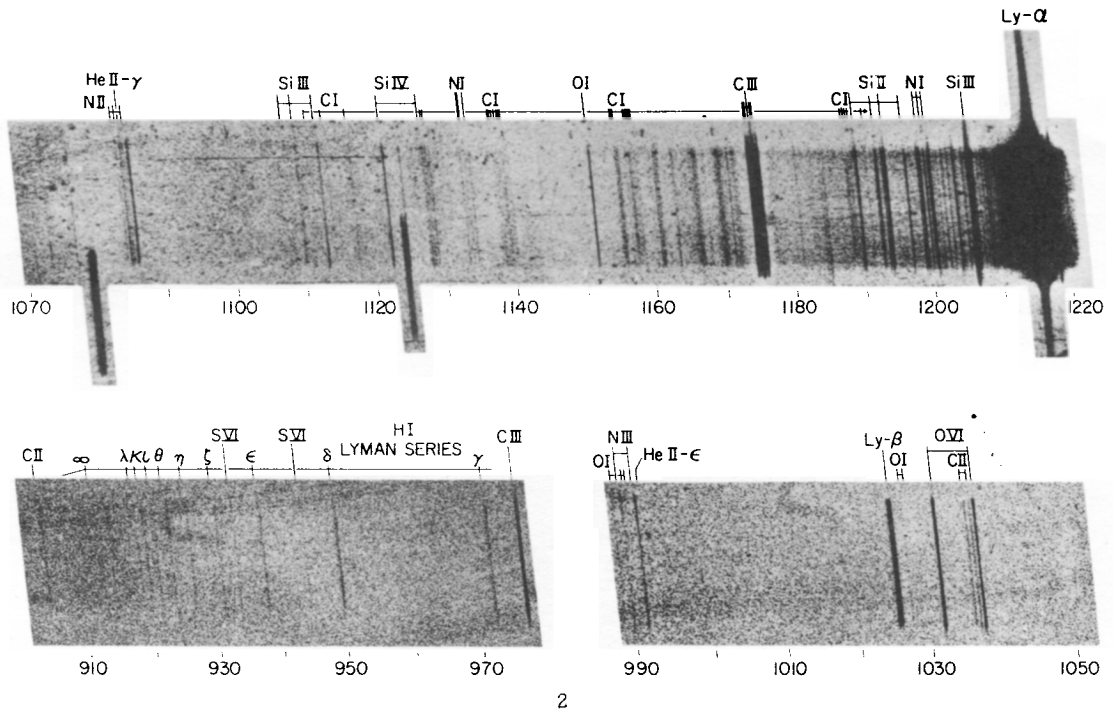 Ly-α
He II-γ
N II
Si III
C I
Si IV
N I
C I
O I
C I
C III
C I
Si II
N I
Si III
1070 1100 1120 1140 1160 1180 1200 1220
C II
∞ λ κ ι θ η ζ
S VI
ε
S VI
H I
LYMAN SERIES
δ
γ
C III
910 930 950 970
O I
N III
He II-ϵ
Ly-β
O I
O VI
C II
990 1010 1030 1050
2